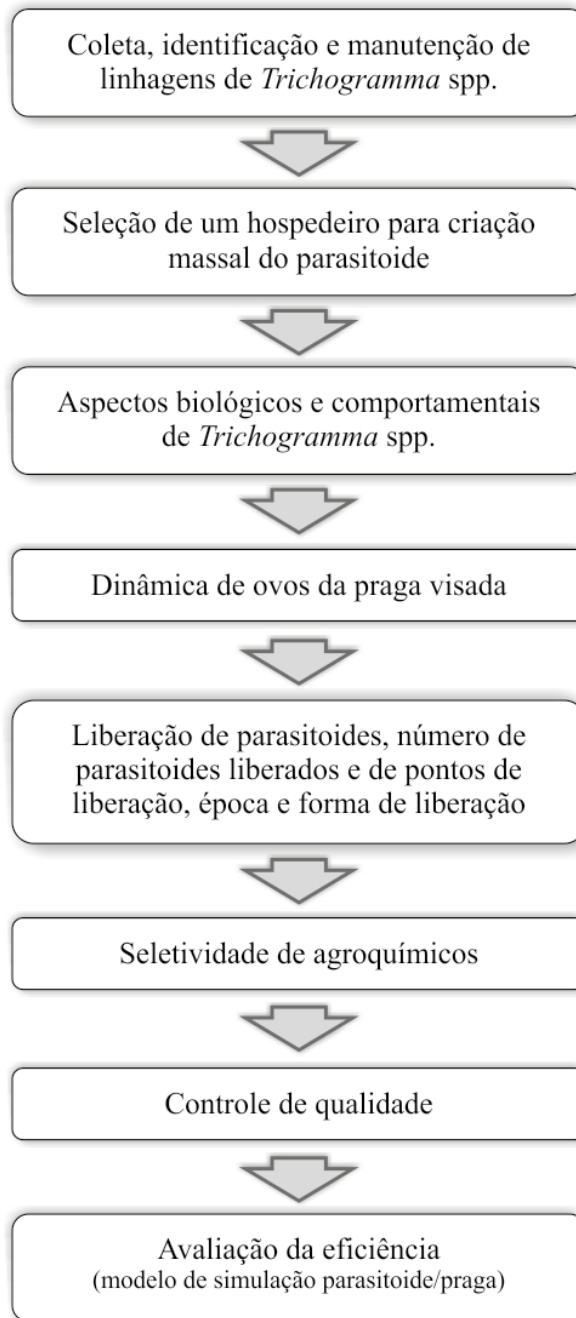 Coleta, identificação e manutenção de
linhagens de Trichogramma spp.
Seleção de um hospedeiro para criação
massal do parasitoide
Aspectos biológicos e comportamentais
de Trichogramma spp.
Dinâmica de ovos da praga visada
Liberação de parasitoides, número de
parasitoides liberados e de pontos de
liberação, época e forma de liberação
Seletividade de agroquímicos
Controle de qualidade
Avaliação da eficiência
(modelo de simulação parasitoide/praga)